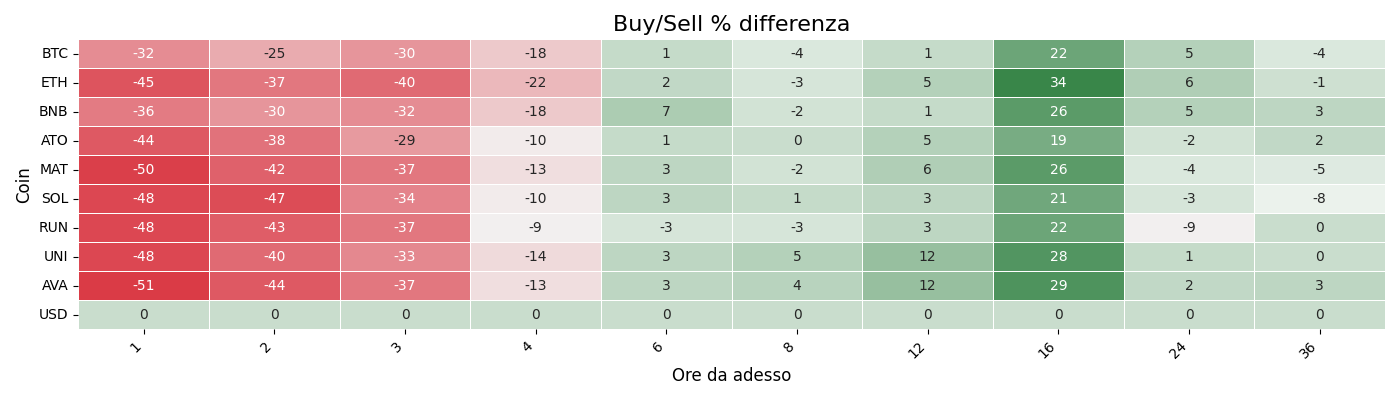 Buy/Sell % differenza
Coin
BTC -32 -25 -30 -18 1 -4 1 22 5 -4
ETH -45 -37 -40 -22 2 -3 5 34 6 -1
BNB -36 -30 -32 -18 7 -2 1 26 5 3
ATO -44 -38 -29 -10 1 0 5 19 -2 2
MAT -50 -42 -37 -13 3 -2 6 26 -4 -5
SOL -48 -47 -34 -10 3 1 3 21 -3 -8
RUN -48 -43 -37 -9 -3 -3 3 22 -9 0
UNI -48 -40 -33 -14 3 5 12 28 1 0
AVA -51 -44 -37 -13 3 4 12 29 2 3
USD 0 0 0 0 0 0 0 0 0 0
1 2 3 4 6 8 12 16 24 36
Ore da adesso